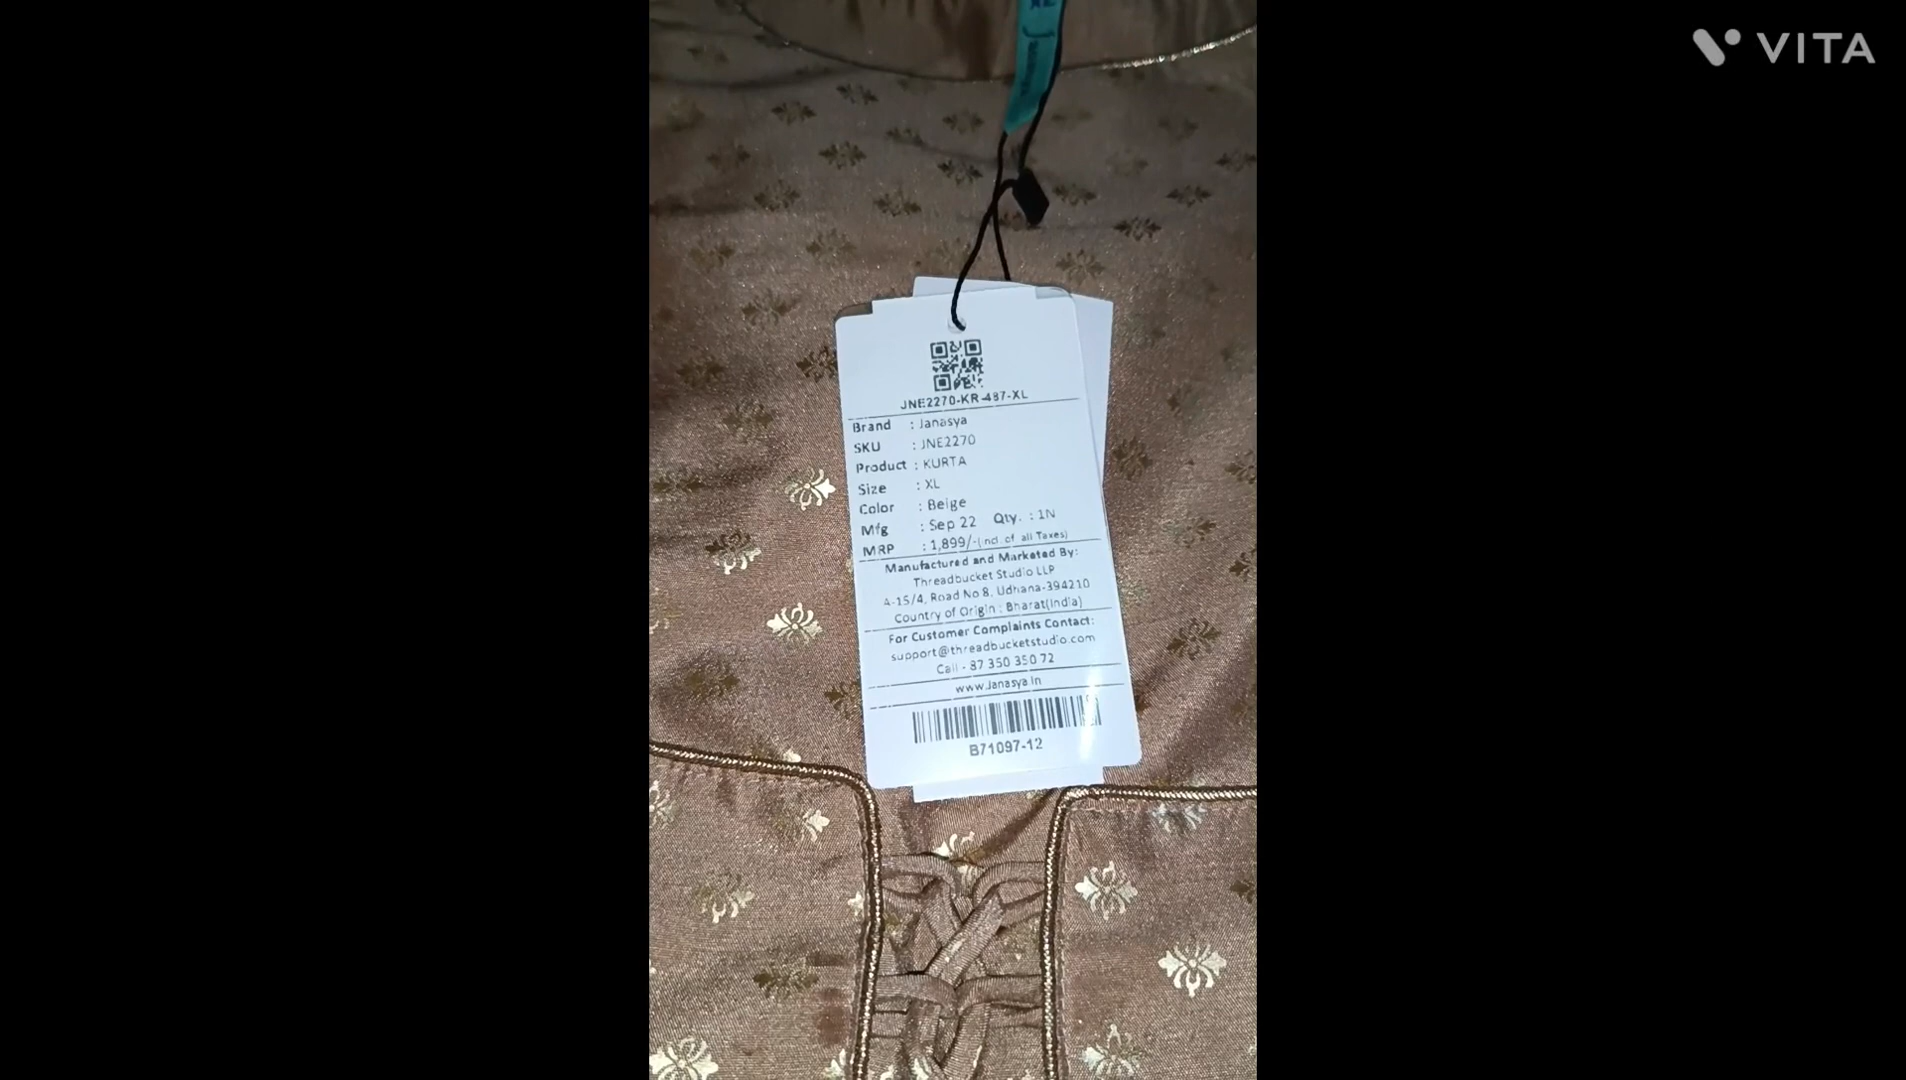 VITA
XL
Janasya
JNE2270-KR-487-XL
Brand : Janasya
SKU : JNE2270
Product : KURTA
Size : XL
Color : Beige
Mfg : Sep 22 Qty. : 1N
MRP : 1,899/-(incl. of all Taxes)
Manufactured and Marketed By:
Threadbucket Studio LLP
A-15/4, Road No 8, Udhana-394210
Country of Origin : Bharat(India)
For Customer Complaints Contact:
support@threadbucketstudio.com
Call - 87 350 350 72
www.Janasya.in
B71097-12